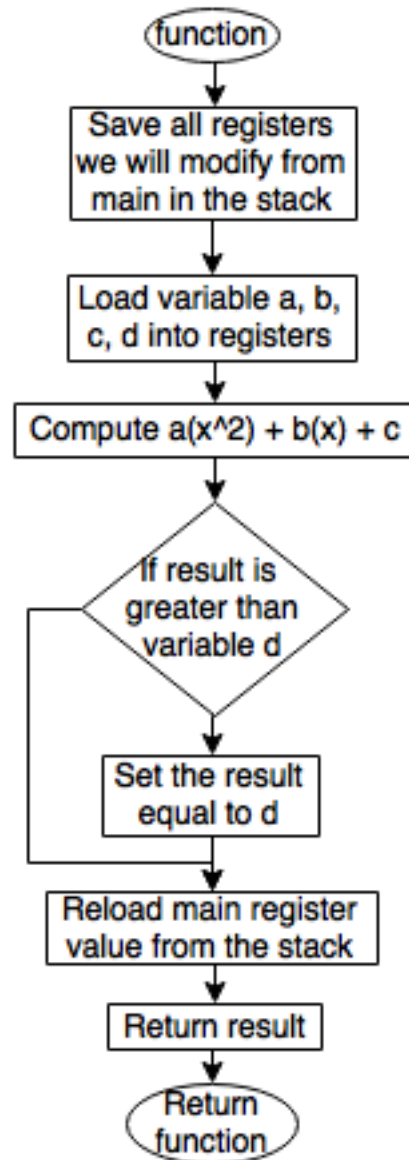 function
Save all registers
we will modify from
main in the stack
Load variable a, b,
c, d into registers
Compute a(x^2) + b(x) + c
If result is
greater than
variable d
Set the result
equal to d
Reload main register
value from the stack
Return result
Return
function